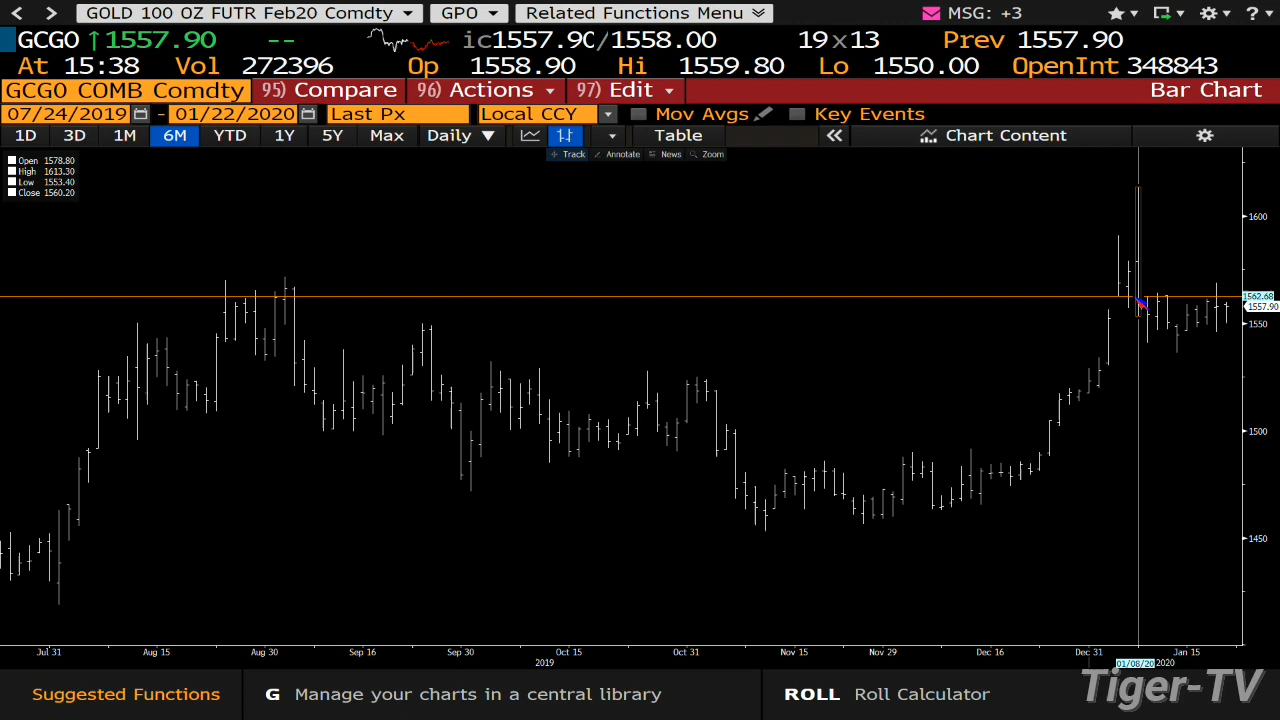 GOLD 100 OZ FUTR Feb20 Comdty GPO Related Functions Menu MSG: +3 ?
GCG0 ↑1557.90 -- ic1557.90/1558.00 19x13 Prev 1557.90
At 15:38 Vol 272396 Op 1558.90 Hi 1559.80 Lo 1550.00 OpenInt 348843
GCG0 COMB Comdty 95) Compare 96) Actions 97) Edit Bar Chart
07/24/2019 - 01/22/2020 Last Px Local CCY Mov Avgs Key Events
1D 3D 1M 6M YTD 1Y 5Y Max Daily ▼ Table « Chart Content
Track Annotate News Zoom
Open 1578.80
High 1613.30
Low 1553.40
Close 1560.20
1600
1562.68
1557.90
1550
1500
1450
Jul 31 Aug 15 Aug 30 Sep 16 Sep 30 Oct 15 Oct 31 Nov 15 Nov 29 Dec 16 Dec 31 Jan 15
2019 01/08/20 2020
Suggested Functions G Manage your charts in a central library ROLL Roll Calculator
Tiger-TV